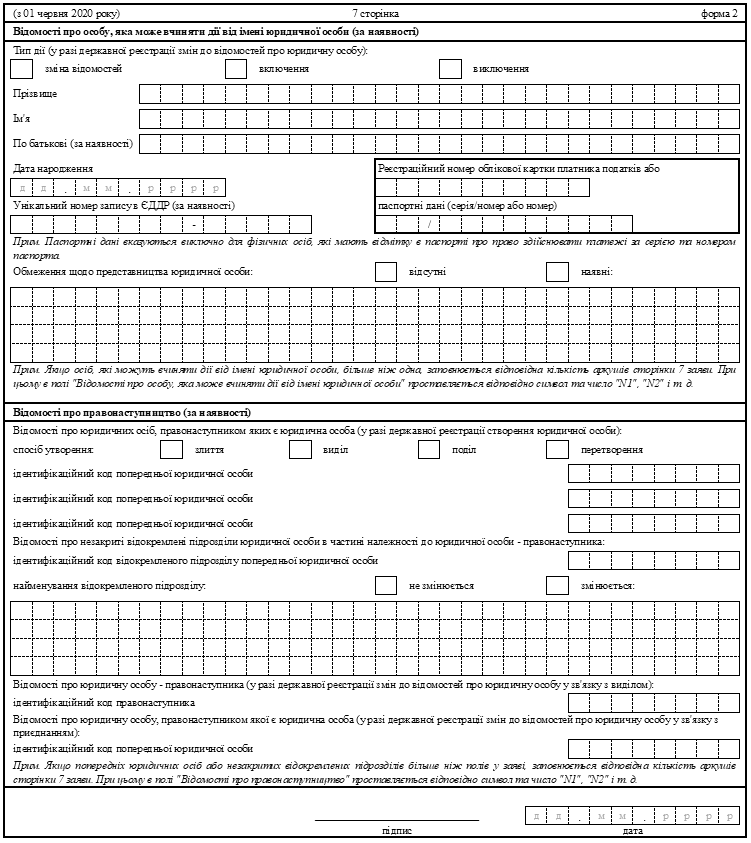 (з 01 червня 2020 року) 7 сторінка форма 2
Відомості про особу, яка може вчиняти дії від імені юридичної особи (за наявності)
Тип дії (у разі державної реєстрації змін до відомостей про юридичну особу):
зміна відомостей включення виключення
Прізвище
Ім'я
По батькові (за наявності)
Дата народження Реєстраційний номер облікової картки платника податків або
д д . м м . р р р р
Унікальний номер запису в ЄДДР (за наявності) паспортні дані (серія/номер або номер)
- /
Прим. Паспортні дані вказуються виключно для фізичних осіб, які мають відмітку в паспорті про право здійснювати платежі за серією та номером
паспорта.
Обмеження щодо представництва юридичної особи: відсутні наявні:
Прим. Якщо осіб, які можуть вчиняти дії від імені юридичної особи, більше ніж одна, заповнюється відповідна кількість аркушів сторінки 7 заяви. При
цьому в полі "Відомості про особу, яка може вчиняти дії від імені юридичної особи" проставляється відповідно символ та число "N1", "N2" і т. д.
Відомості про правонаступництво (за наявності)
Відомості про юридичних осіб, правонаступником яких є юридична особа (у разі державної реєстрації створення юридичної особи):
спосіб утворення: злиття виділ поділ перетворення
ідентифікаційний код попередньої юридичної особи
ідентифікаційний код попередньої юридичної особи
ідентифікаційний код попередньої юридичної особи
Відомості про незакриті відокремлені підрозділи юридичної особи в частині належності до юридичної особи - правонаступника:
ідентифікаційний код відокремленого підрозділу попередньої юридичної особи
найменування відокремленого підрозділу: не змінюється змінюється:
Відомості про юридичну особу - правонаступника (у разі державної реєстрації змін до відомостей про юридичну особу у зв'язку з виділом):
ідентифікаційний код правонаступника
Відомості про юридичну особу, правонаступником якої є юридична особа (у разі державної реєстрації змін до відомостей про юридичну особу у зв'язку з
приєднанням):
ідентифікаційний код попередньої юридичної особи
Прим. Якщо попередніх юридичних осіб або незакритих відокремлених підрозділів більше ніж полів у заяві, заповнюється відповідна кількість аркушів
сторінки 7 заяви. При цьому в полі "Відомості про правонаступництво" проставляється відповідно символ та число "N1", "N2" і т. д.
д д . м м . р р р р
підпис дата